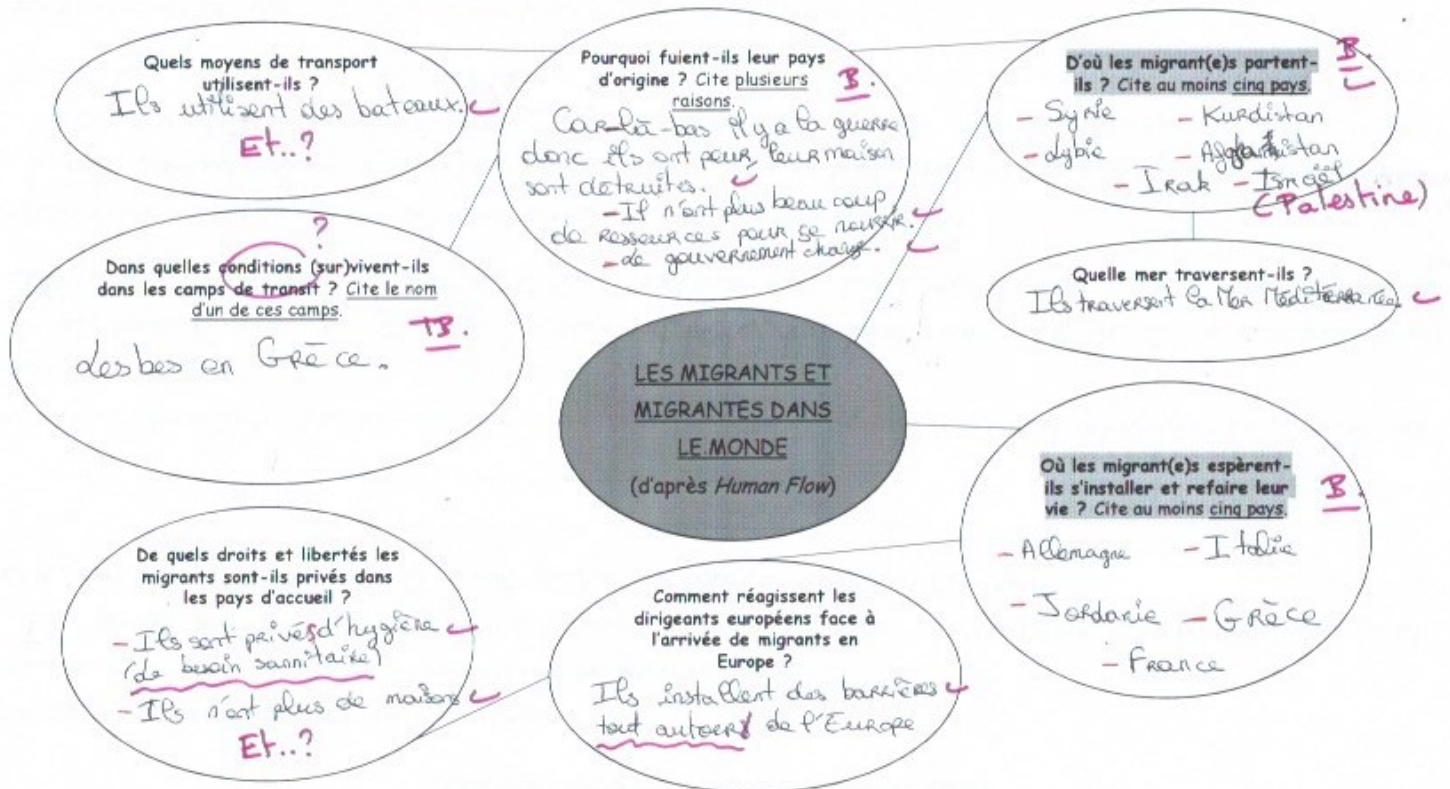 Quels moyens de transport
utilisent-ils ?
Ils utilisent des bateaux.
Et..?
Pourquoi fuient-ils leur pays
d'origine ? Cite plusieurs
raisons.
B.
Car là-bas il y a la guerre
donc ils ont peur, leur maison
sont detruites.
- Il n'ont plus beau coup
de ressources pour se nourrir.
- Le gouvernement change.
D'où les migrant(e)s partent-
ils ? Cite au moins cinq pays.
B.
- Syrie - Kurdistan
- Lybie
- Irak - Israël
(Palestine)
?
Dans quelles conditions (sur)vivent-ils
dans les camps de transit ? Cite le nom
d'un de ces camps.
TB.
Lesbos en Grèce.
Quelle mer traversent-ils ?
Ils traversent la Mer Méditerranée
LES MIGRANTS ET
MIGRANTES DANS
LE MONDE
(d'après Human Flow)
Où les migrant(e)s espèrent-
ils s'installer et refaire leur
vie ? Cite au moins cinq pays.
B.
- Allemagne - Italie
- Jordanie - Grèce
- France
De quels droits et libertés les
migrants sont-ils privés dans
les pays d'accueil ?
- Ils sont privés d'hygiène
(de besoin sannitaire)
- Ils n'ont plus de maisons
Et..?
Comment réagissent les
dirigeants européens face à
l'arrivée de migrants en
Europe ?
Ils installent des barrières
tout autour de l'Europe